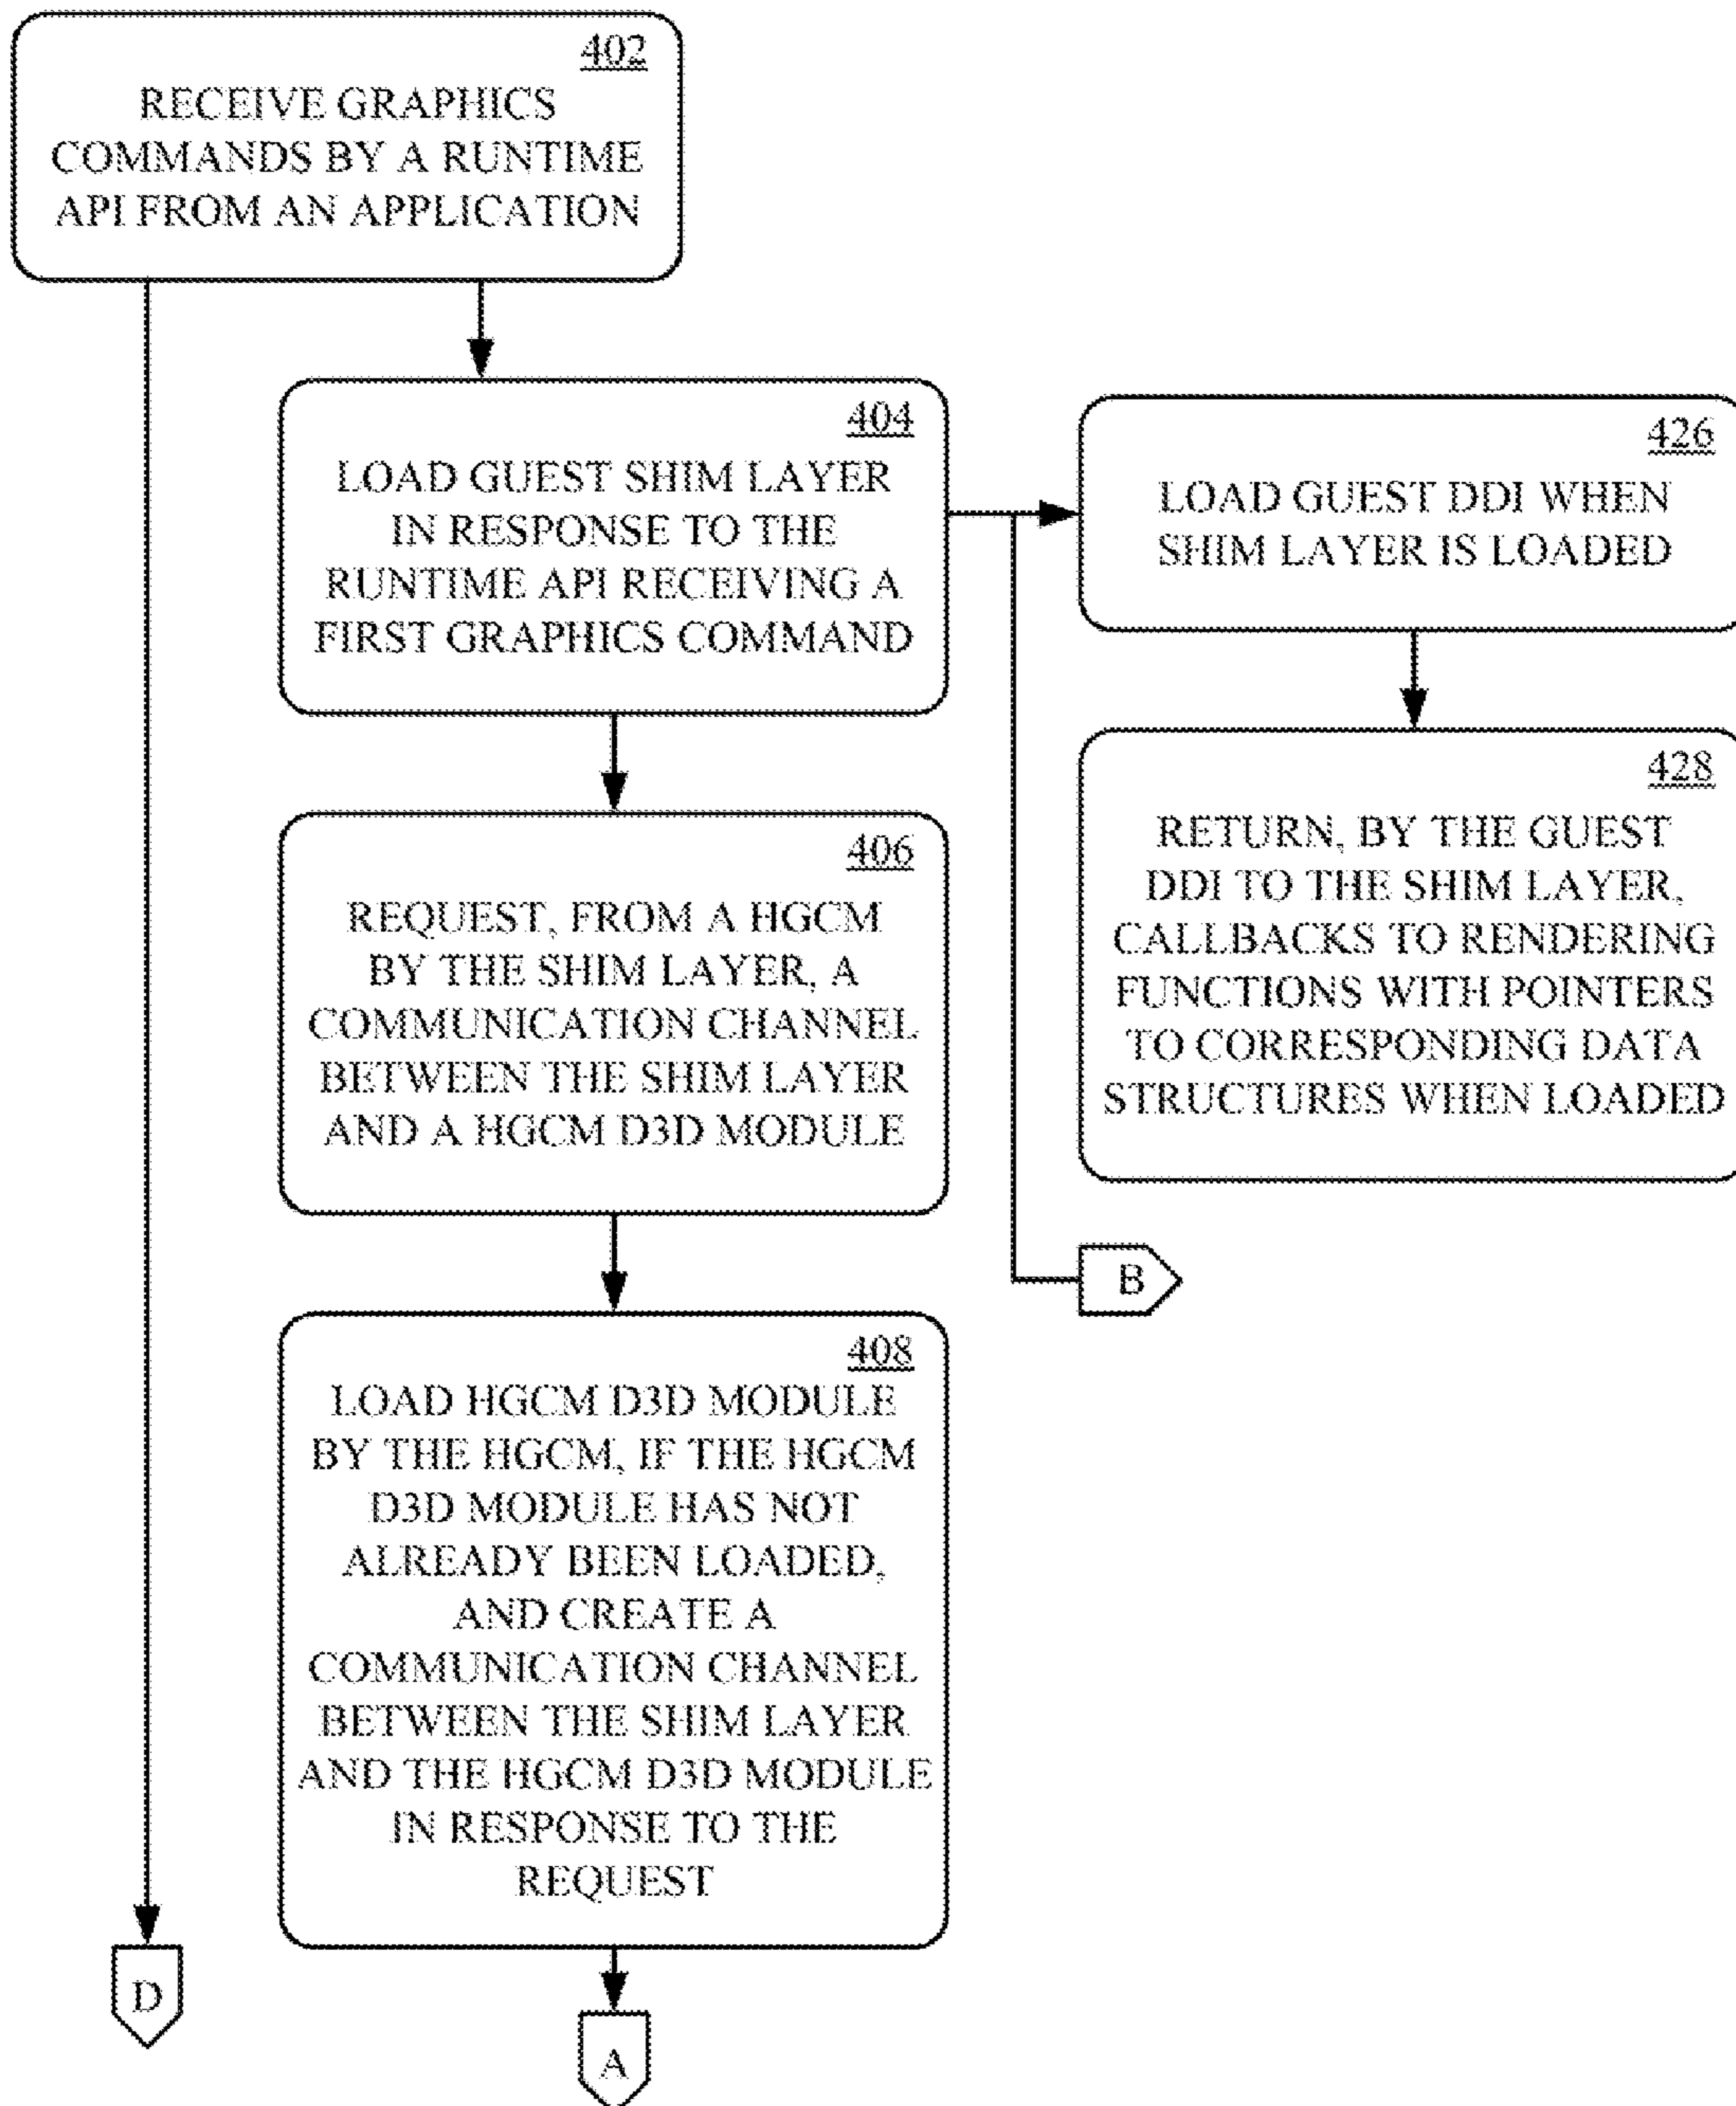 402
RECEIVE GRAPHICS
COMMANDS BY A RUNTIME
API FROM AN APPLICATION
404
LOAD GUEST SHIM LAYER
IN RESPONSE TO THE
RUNTIME API RECEIVING A
FIRST GRAPHICS COMMAND
426
LOAD GUEST DDI WHEN
SHIM LAYER IS LOADED
406
REQUEST, FROM A HGCM
BY THE SHIM LAYER, A
COMMUNICATION CHANNEL
BETWEEN THE SHIM LAYER
AND A HGCM D3D MODULE
428
RETURN, BY THE GUEST
DDI TO THE SHIM LAYER,
CALLBACKS TO RENDERING
FUNCTIONS WITH POINTERS
TO CORRESPONDING DATA
STRUCTURES WHEN LOADED
B
408
LOAD HGCM D3D MODULE
BY THE HGCM, IF THE HGCM
D3D MODULE HAS NOT
ALREADY BEEN LOADED,
AND CREATE A
COMMUNICATION CHANNEL
BETWEEN THE SHIM LAYER
AND THE HGCM D3D MODULE
IN RESPONSE TO THE
REQUEST
D
A